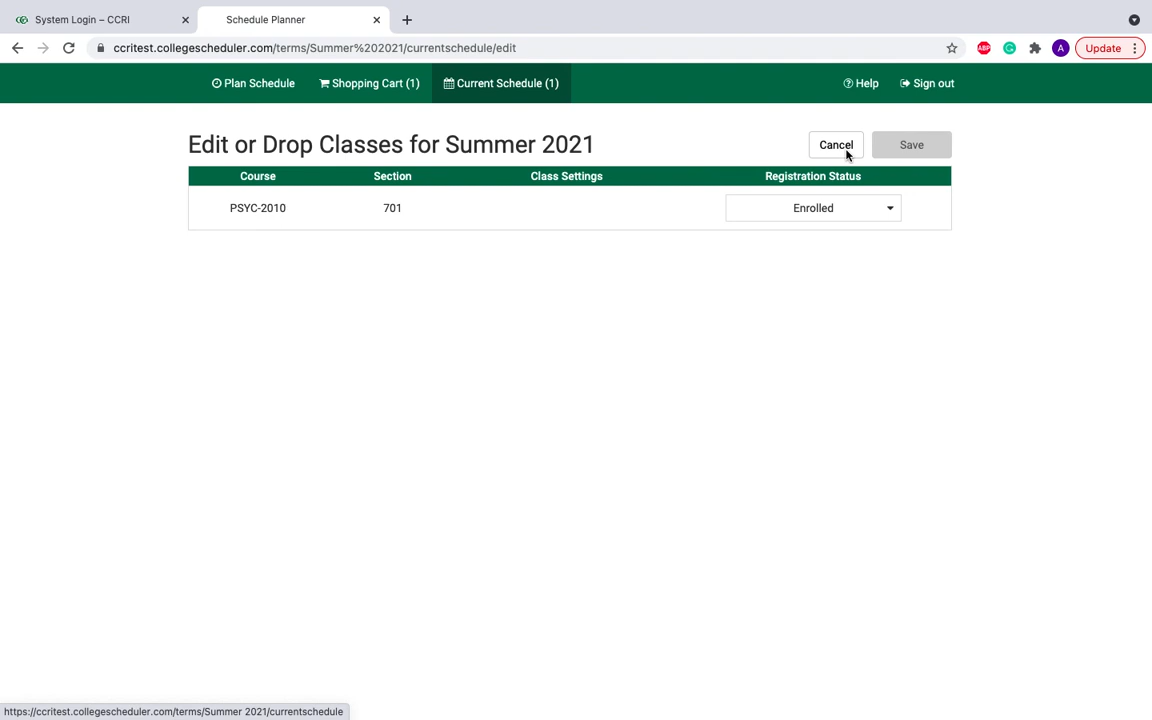 System Login – CCRI
Schedule Planner
ccritest.collegescheduler.com/terms/Summer%202021/currentschedule/edit
ABP
A
Update
Plan Schedule
Shopping Cart (1)
Current Schedule (1)
Help
Sign out
Edit or Drop Classes for Summer 2021
Cancel
Save
Course Section Class Settings Registration Status
PSYC-2010 701 Enrolled
https://ccritest.collegescheduler.com/terms/Summer 2021/currentschedule